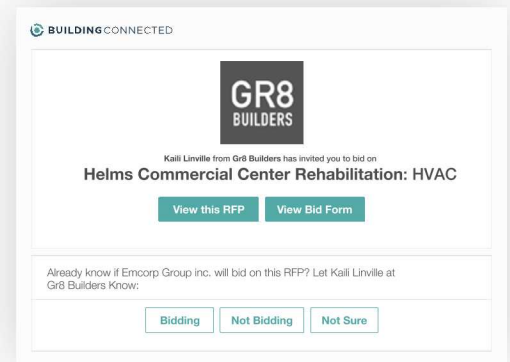 BUILDINGCONNECTED
GR8
BUILDERS
Kaili Linville from Gr8 Builders has invited you to bid on
Helms Commercial Center Rehabilitation: HVAC
View this RFP View Bid Form
Already know if Emcorp Group inc. will bid on this RFP? Let Kaili Linville at
Gr8 Builders Know:
Bidding Not Bidding Not Sure